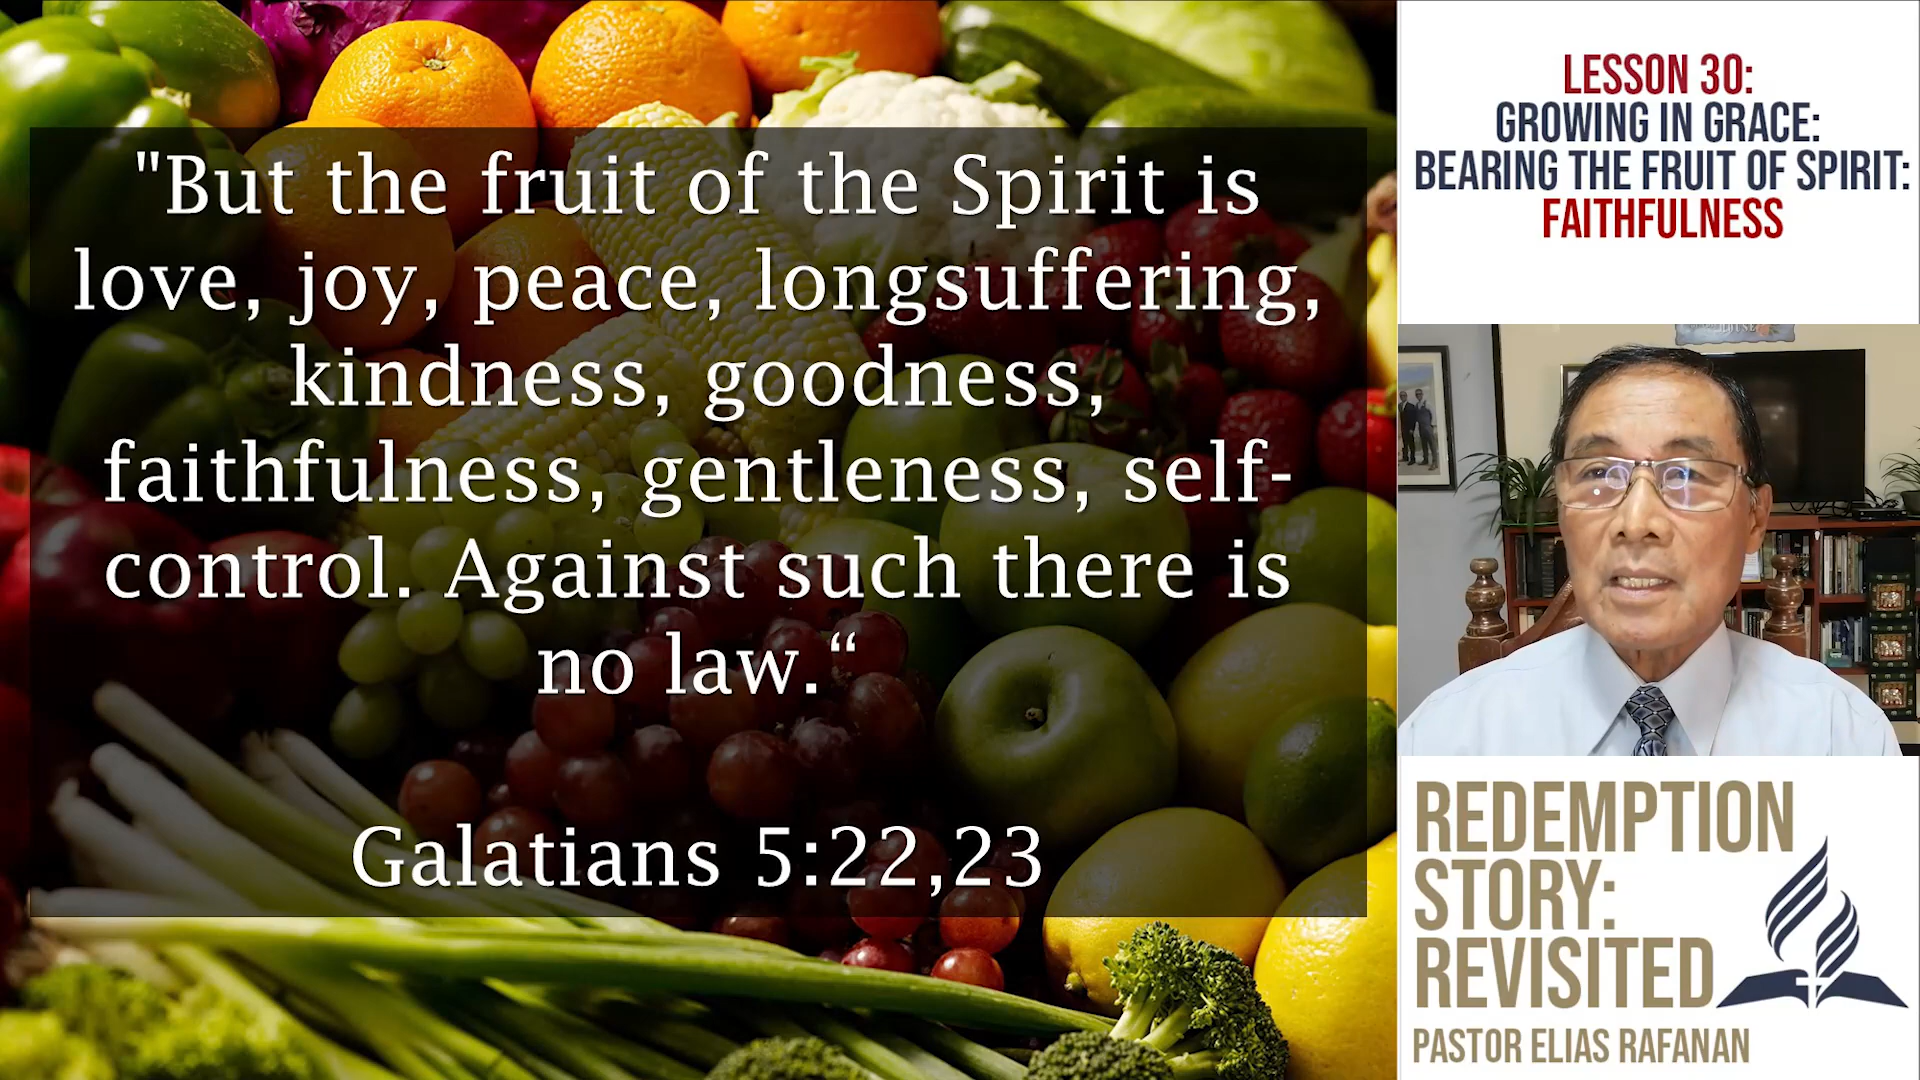 "But the fruit of the Spirit is
love, joy, peace, longsuffering,
kindness, goodness,
faithfulness, gentleness, self-
control. Against such there is
no law.“
Galatians 5:22,23
LESSON 30:
GROWING IN GRACE:
BEARING THE FRUIT OF SPIRIT:
FAITHFULNESS
REDEMPTION
STORY:
REVISITED
PASTOR ELIAS RAFANAN